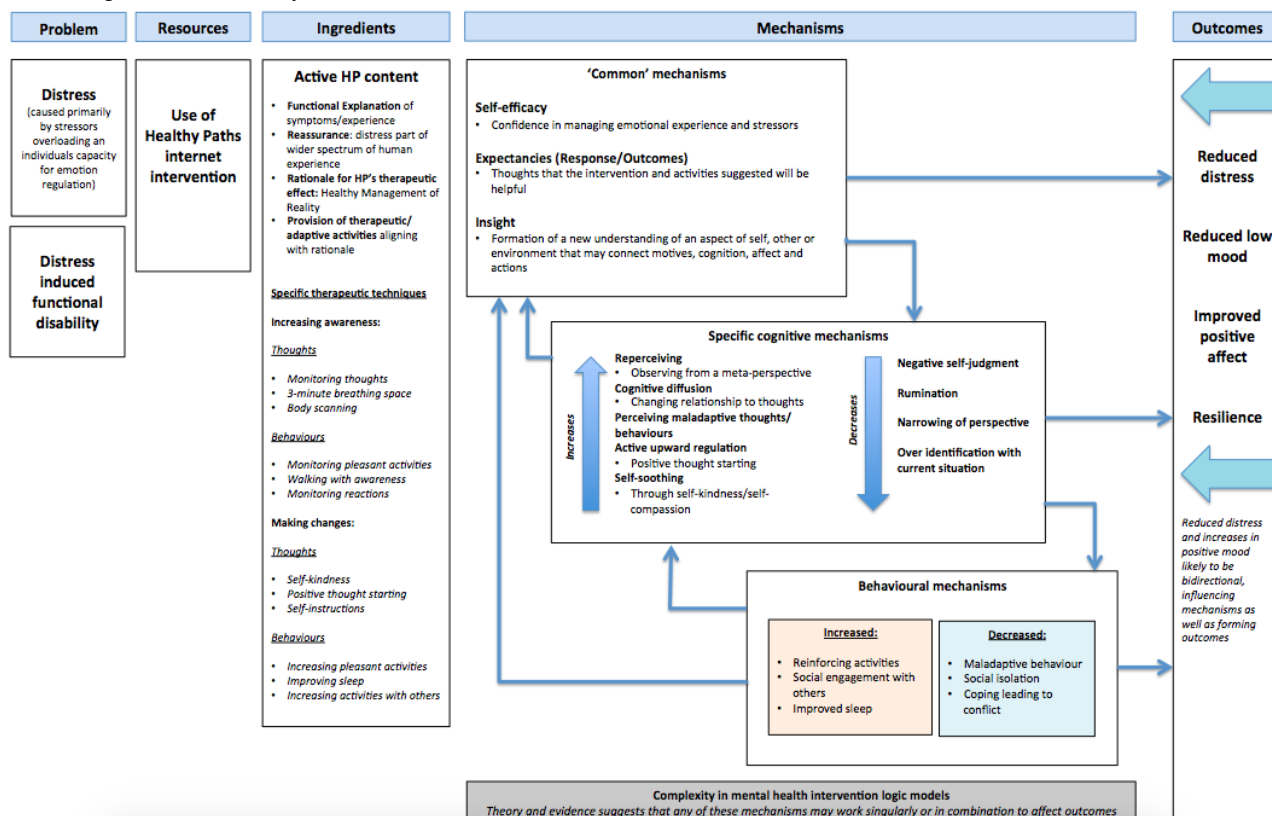 Problem
Resources
Ingredients
Mechanisms
Outcomes
Distress
(caused primarily
by stressors
overloading an
individuals capacity
for emotion
regulation)
Distress
induced
functional
disability
Use of
Healthy Paths
internet
intervention
Active HP content
• Functional Explanation of
symptoms/experience
• Reassurance: distress part of
wider spectrum of human
experience
• Rationale for HP's therapeutic
effect: Healthy Management of
Reality
• Provision of therapeutic/
adaptive activities aligning
with rationale
Specific therapeutic techniques
Increasing awareness:
Thoughts
• Monitoring thoughts
• 3-minute breathing space
• Body scanning
Behaviours
• Monitoring pleasant activities
• Walking with awareness
• Monitoring reactions
Making changes:
Thoughts
• Self-kindness
• Positive thought starting
• Self-instructions
Behaviours
• Increasing pleasant activities
• Improving sleep
• Increasing activities with others
'Common' mechanisms
Self-efficacy
• Confidence in managing emotional experience and stressors
Expectancies (Response/Outcomes)
• Thoughts that the intervention and activities suggested will be
helpful
Insight
• Formation of a new understanding of an aspect of self, other or
environment that may connect motives, cognition, affect and
actions
Specific cognitive mechanisms
Increases
Reperceiving
• Observing from a meta-perspective
Cognitive diffusion
• Changing relationship to thoughts
Perceiving maladaptive thoughts/
behaviours
Active upward regulation
• Positive thought starting
Self-soothing
• Through self-kindness/self-
compassion
Decreases
Negative self-judgment
Rumination
Narrowing of perspective
Over identification with
current situation
Behavioural mechanisms
Increased:
• Reinforcing activities
• Social engagement with
others
• Improved sleep
Decreased:
• Maladaptive behaviour
• Social isolation
• Coping leading to
conflict
Complexity in mental health intervention logic models
Theory and evidence suggests that any of these mechanisms may work singularly or in combination to affect outcomes
Reduced
distress
Reduced low
mood
Improved
positive
affect
Resilience
Reduced distress
and increases in
positive mood
likely to be
bidirectional,
influencing
mechanisms as
well as forming
outcomes